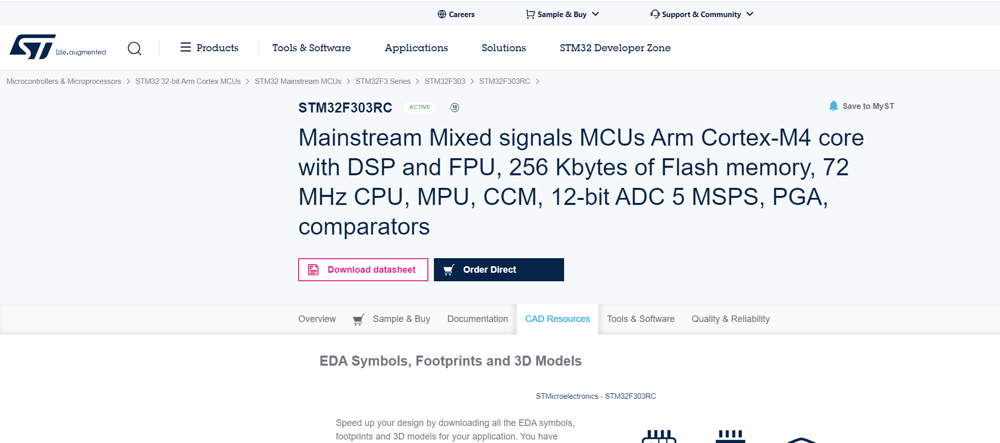 Careers Sample & Buy Support & Community
ST life.augmented Products Tools & Software Applications Solutions STM32 Developer Zone
Microcontrollers & Microprocessors > STM32 32-bit Arm Cortex MCUs > STM32 Mainstream MCUs > STM32F3 Series > STM32F303 > STM32F303RC >
STM32F303RC ACTIVE 10 Save to MyST
Mainstream Mixed signals MCUs Arm Cortex-M4 core
with DSP and FPU, 256 Kbytes of Flash memory, 72
MHz CPU, MPU, CCM, 12-bit ADC 5 MSPS, PGA,
comparators
Download datasheet Order Direct
Overview Sample & Buy Documentation CAD Resources Tools & Software Quality & Reliability
EDA Symbols, Footprints and 3D Models
STMicroelectronics - STM32F303RC
Speed up your design by downloading all the EDA symbols,
footprints and 3D models for your application. You have